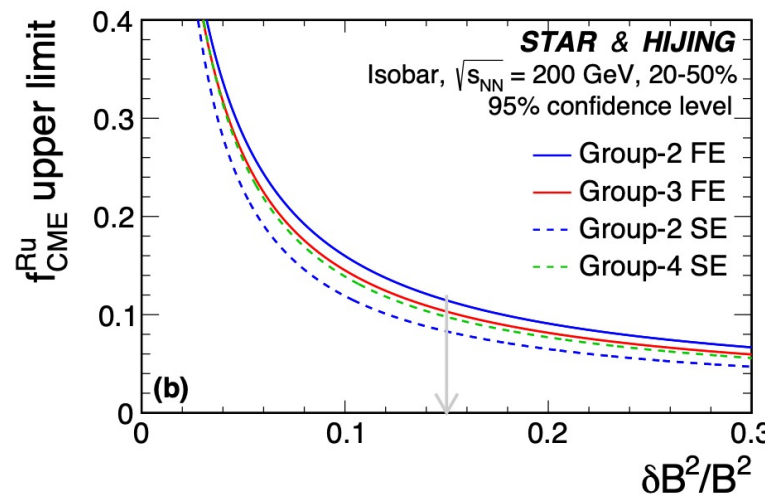 STAR & HIJING
Isobar, √sNN = 200 GeV, 20-50%
95% confidence level
Group-2 FE
Group-3 FE
Group-2 SE
Group-4 SE
f^Ru_CME upper limit
0.4
0.3
0.2
0.1
0
(b)
0 0.1 0.2 0.3
δB²/B²